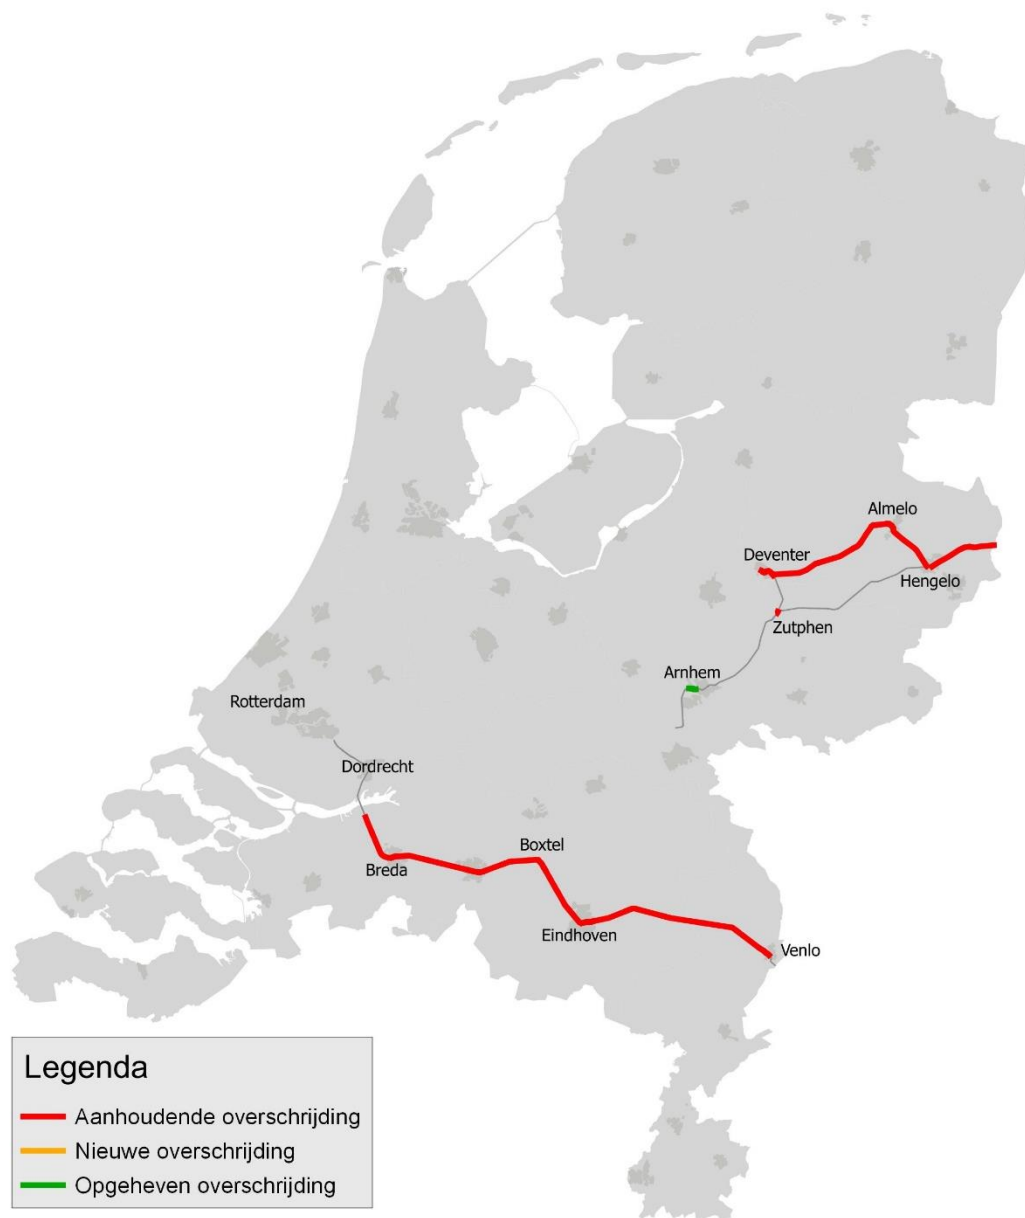 Almelo
Deventer
Hengelo
Zutphen
Arnhem
Rotterdam
Dordrecht
Boxtel
Breda
Eindhoven
Venlo
Legenda
Aanhoudende overschrijding
Nieuwe overschrijding
Opgeheven overschrijding